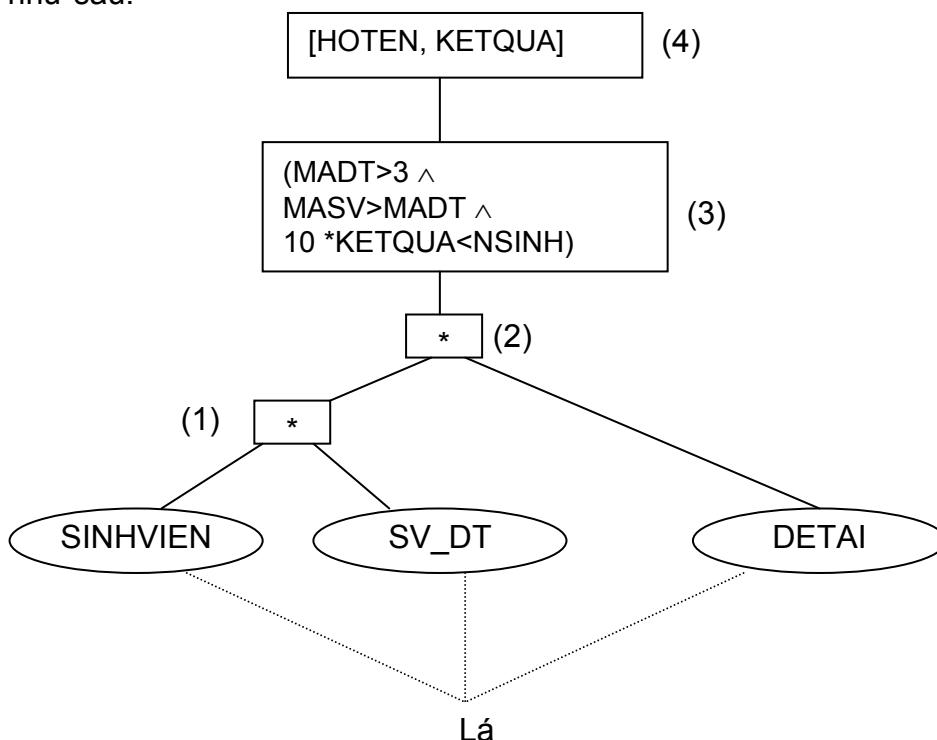 như sau:
[HOTEN, KETQUA] (4)
(MADT>3 ∧
MASV>MADT ∧
10 *KETQUA<NSINH)
(3)
* (2)
(1) *
SINHVIEN SV_DT DETAI
Lá